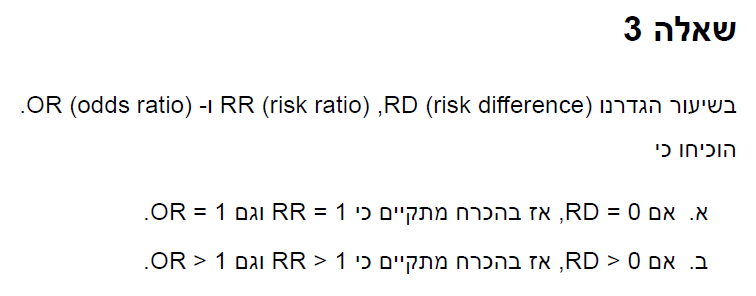 שאלה 3
בשיעור הגדרנו RD (risk difference), RR (risk ratio) ו- OR (odds ratio).
הוכיחו כי
א. אם RD = 0, אז בהכרח מתקיים כי RR = 1 וגם OR = 1.
ב. אם RD > 0, אז בהכרח מתקיים כי RR > 1 וגם OR > 1.